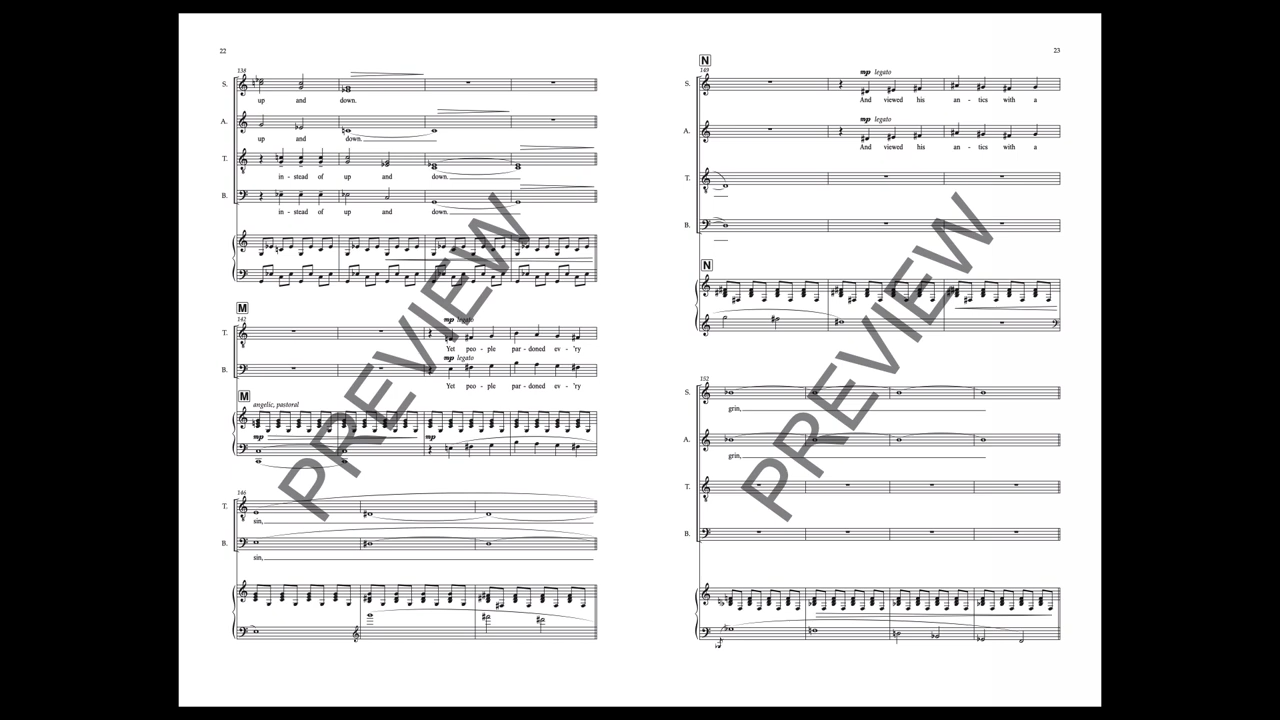 22
138
S.
up and down.
A.
up and down.
T.
in - stead of up and down.
B.
in - stead of up and down.
M
142
mp legato
T.
Yet peo - ple par - doned ev - 'ry
mp legato
B.
Yet peo - ple par - doned ev - 'ry
M
angelic, pastoral
mp mp
146
T.
sin,
B.
sin,
23
N
149
mp legato
S.
And viewed his an - tics with a
mp legato
A.
And viewed his an - tics with a
T.
B.
N
152
S.
grin,
A.
grin,
T.
B.
PREVIEW
PREVIEW